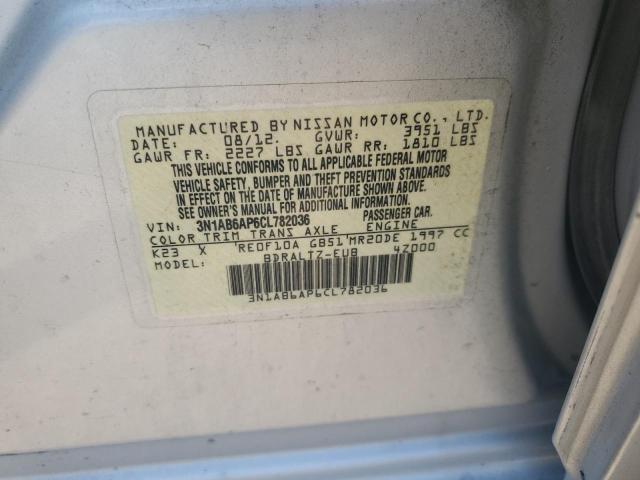 MANUFACTURED BY NISSAN MOTOR CO., LTD.
DATE: 08/12. GVWR: 3951 LBS
GAWR FR: 2227 LBS GAWR RR: 1810 LBS
THIS VEHICLE CONFORMS TO ALL APPLICABLE FEDERAL MOTOR
VEHICLE SAFETY, BUMPER AND THEFT PREVENTION STANDARDS
IN EFFECT ON THE DATE OF MANUFACTURE SHOWN ABOVE.
SEE OWNER'S MANUAL FOR ADDITIONAL INFORMATION.
VIN: 3N1AB6AP6CL782036 PASSENGER CAR.
COLOR TRIM TRANS AXLE ENGINE
K23 X RE0F10A GB51 MR20DE 1997 CC
MODEL: BDRALTZ-EUB 4Z000
3N1AB6AP6CL782036